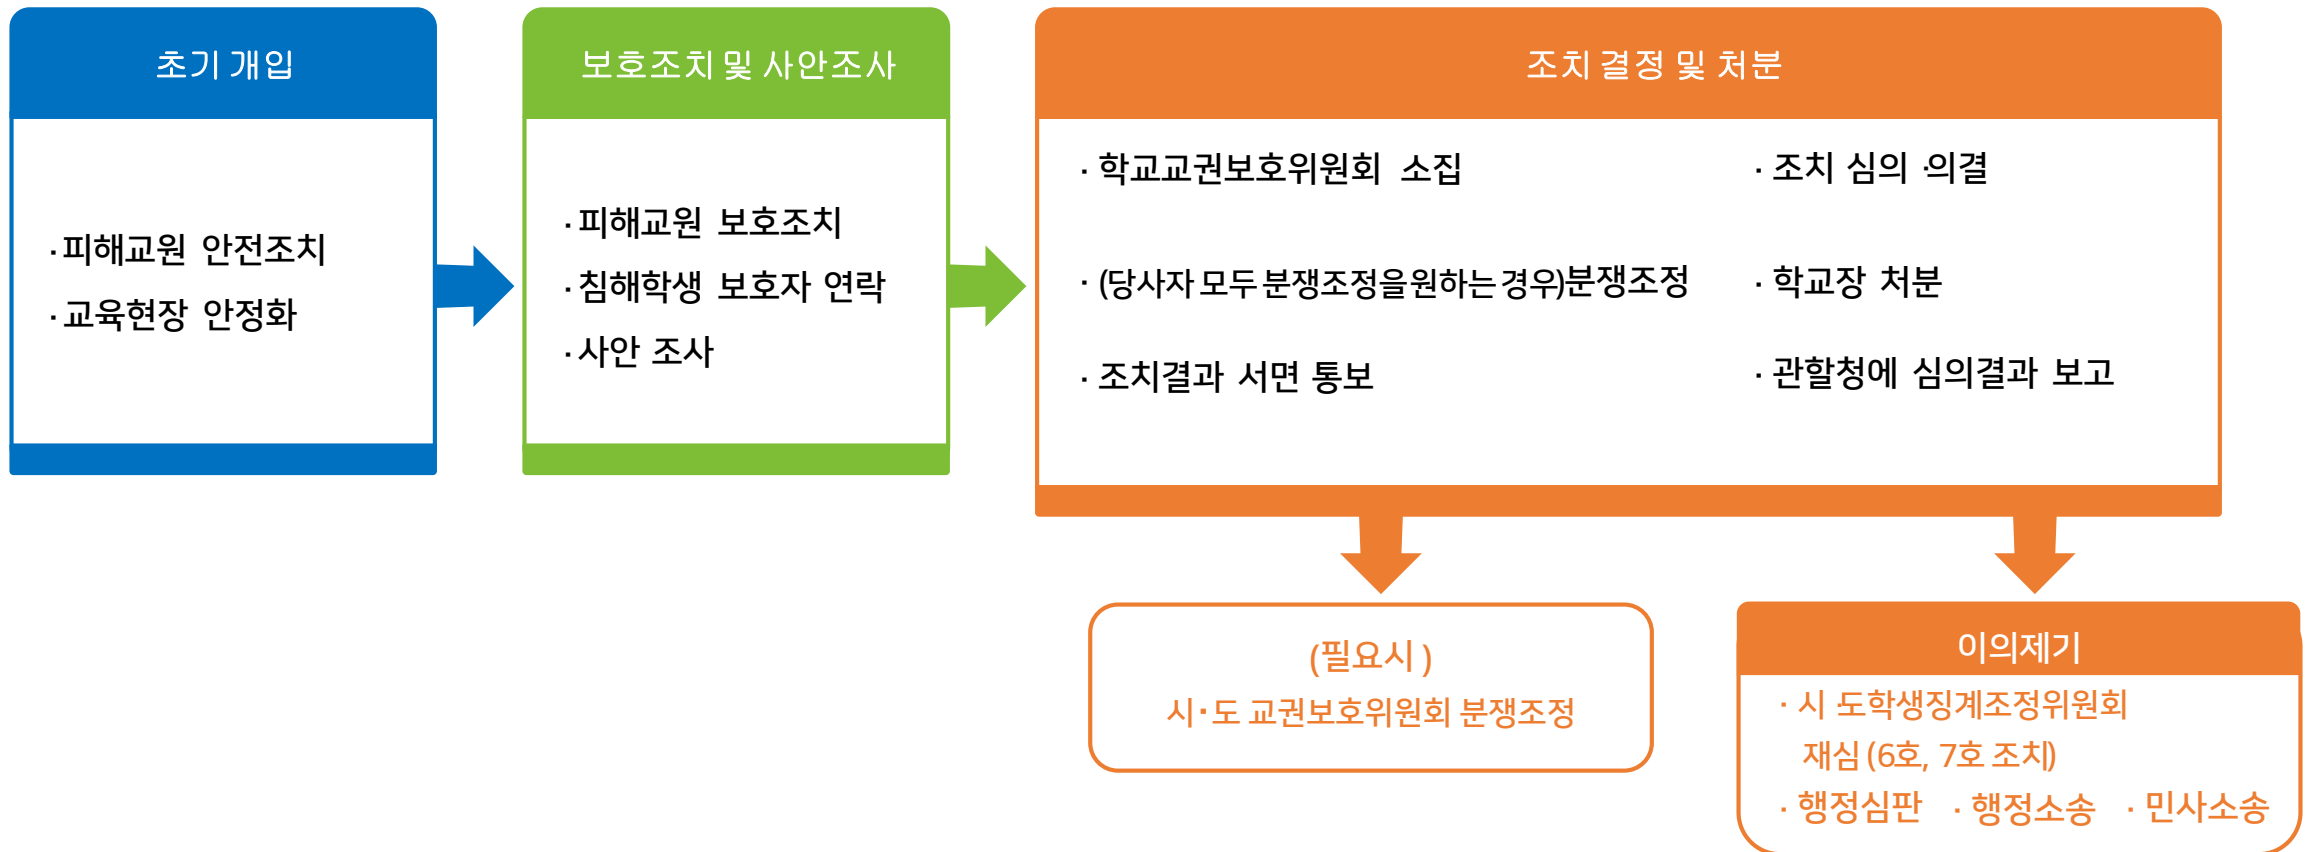 초기 개입
· 피해교원 안전조치
· 교육현장 안정화
보호조치 및 사안조사
· 피해교원 보호조치
· 침해학생 보호자 연락
· 사안 조사
조치 결정 및 처분
· 학교교권보호위원회 소집
· 조치 심의 ·의결
· (당사자 모두 분쟁조정을 원하는 경우)분쟁조정
· 학교장 처분
· 조치결과 서면 통보
· 관할청에 심의결과 보고
(필요시 )
시·도 교권보호위원회 분쟁조정
이의제기
· 시 도학생징계조정위원회
재심 (6호, 7호 조치)
· 행정심판 · 행정소송 · 민사소송